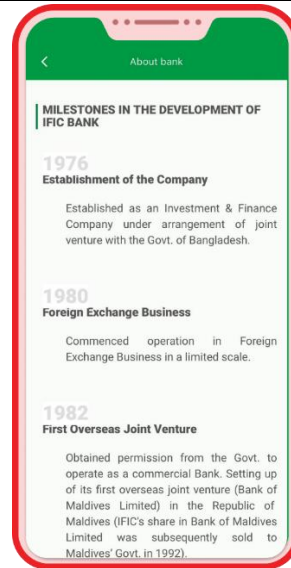 About bank
MILESTONES IN THE DEVELOPMENT OF
IFIC BANK
1976
Establishment of the Company
Established as an Investment & Finance
Company under arrangement of joint
venture with the Govt. of Bangladesh.
1980
Foreign Exchange Business
Commenced operation in Foreign
Exchange Business in a limited scale.
1982
First Overseas Joint Venture
Obtained permission from the Govt. to
operate as a commercial Bank. Setting up
of its first overseas joint venture (Bank of
Maldives Limited) in the Republic of
Maldives (IFIC's share in Bank of Maldives
Limited was subsequently sold to
Maldives' Govt. in 1992).